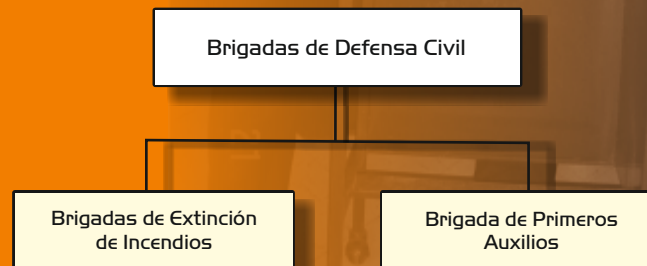 Brigadas de Defensa Civil
Brigadas de Extinción
de Incendios
Brigada de Primeros
Auxilios